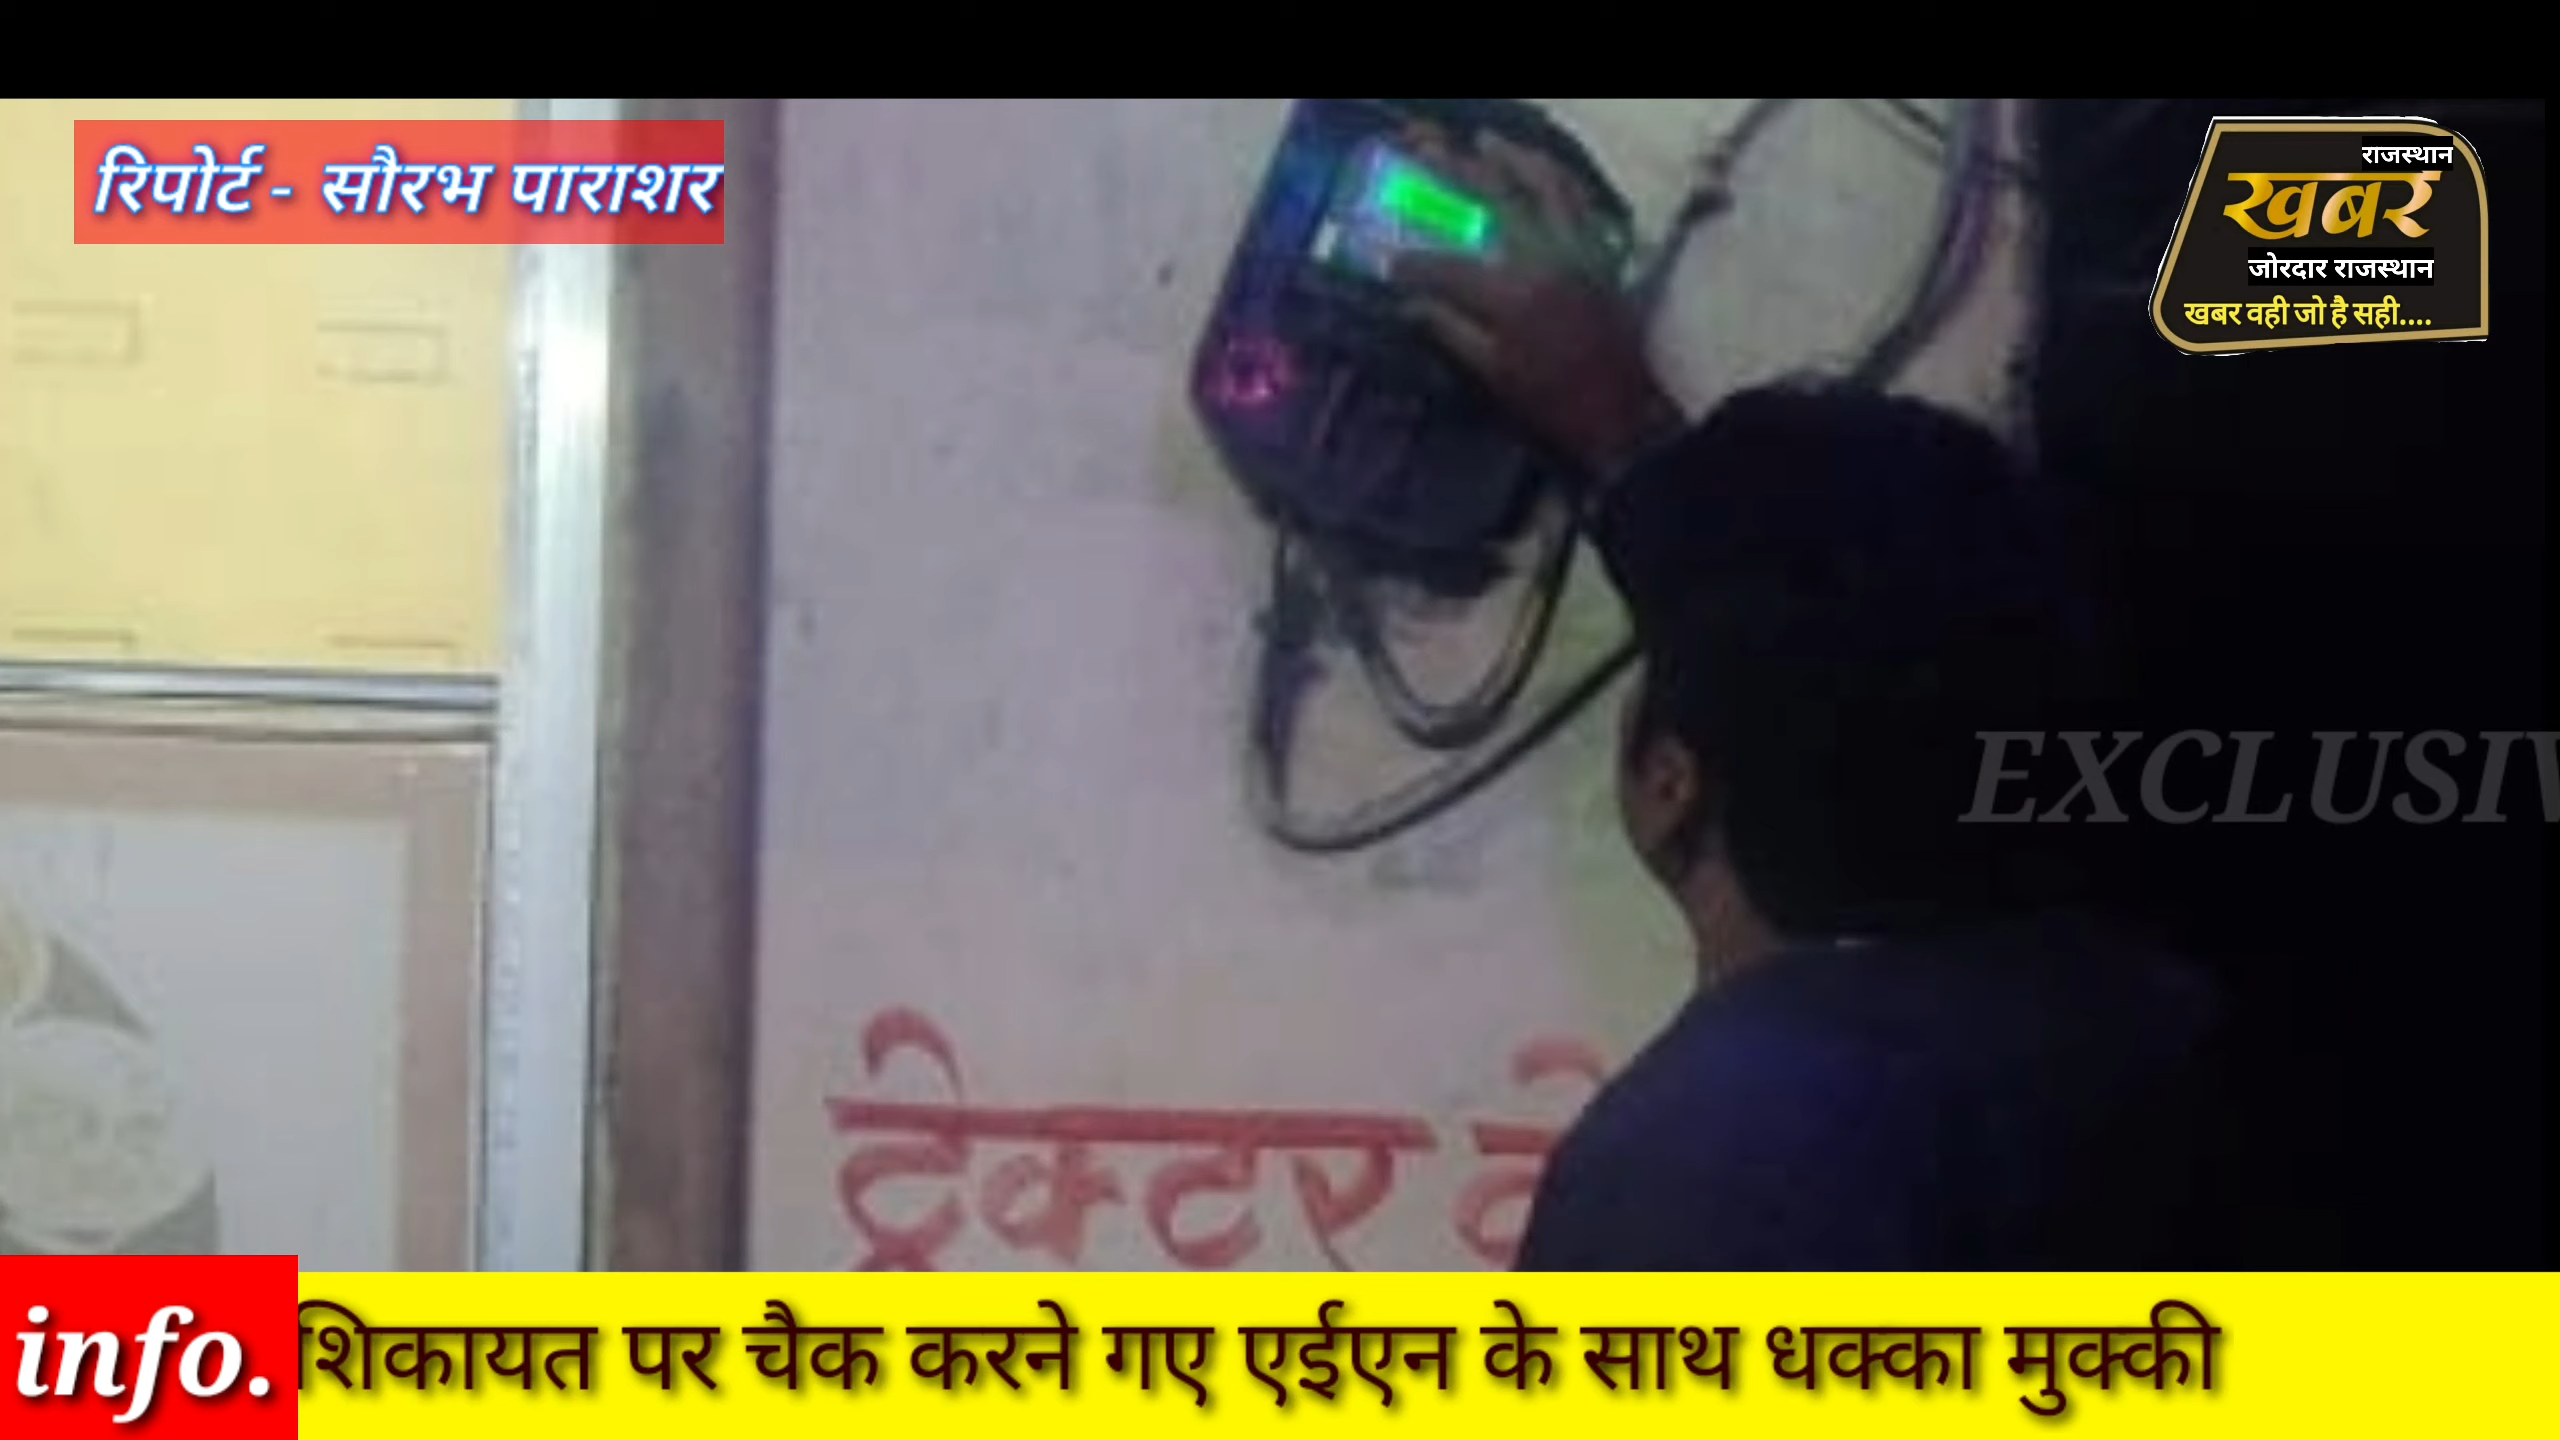 रिपोर्ट - सौरभ पाराशर
राजस्थान
खबर
जोरदार राजस्थान
खबर वही जो है सही....
EXCLUSIV
ट्रेक्टर
info.
शिकायत पर चैक करने गए एईएन के साथ धक्का मुक्की